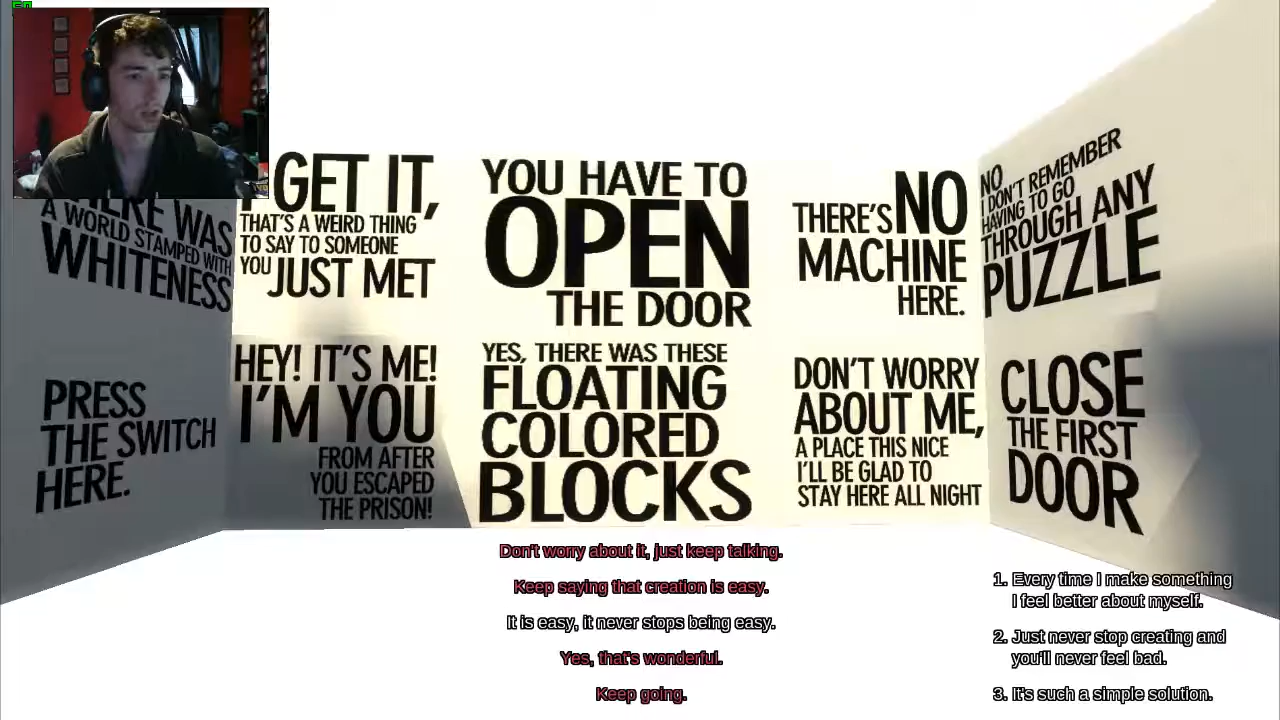 THERE WAS
A WORLD STAMPED WITH
WHITENESS
PRESS
THE SWITCH
HERE.
I GET IT,
THAT'S A WEIRD THING
TO SAY TO SOMEONE
YOU JUST MET
HEY! IT'S ME!
I'M YOU
FROM AFTER
YOU ESCAPED
THE PRISON!
YOU HAVE TO
OPEN
THE DOOR
YES, THERE WAS THESE
FLOATING
COLORED
BLOCKS
THERE'S NO
MACHINE
HERE.
DON'T WORRY
ABOUT ME,
A PLACE THIS NICE
I'LL BE GLAD TO
STAY HERE ALL NIGHT
NO
I DON'T REMEMBER
HAVING TO GO
THROUGH ANY
PUZZLE
CLOSE
THE FIRST
DOOR
Don't worry about it, just keep talking.
Keep saying that creation is easy.
It is easy, it never stops being easy.
Yes, that's wonderful.
Keep going.
1. Every time I make something
I feel better about myself.
2. Just never stop creating and
you'll never feel bad.
3. It's such a simple solution.